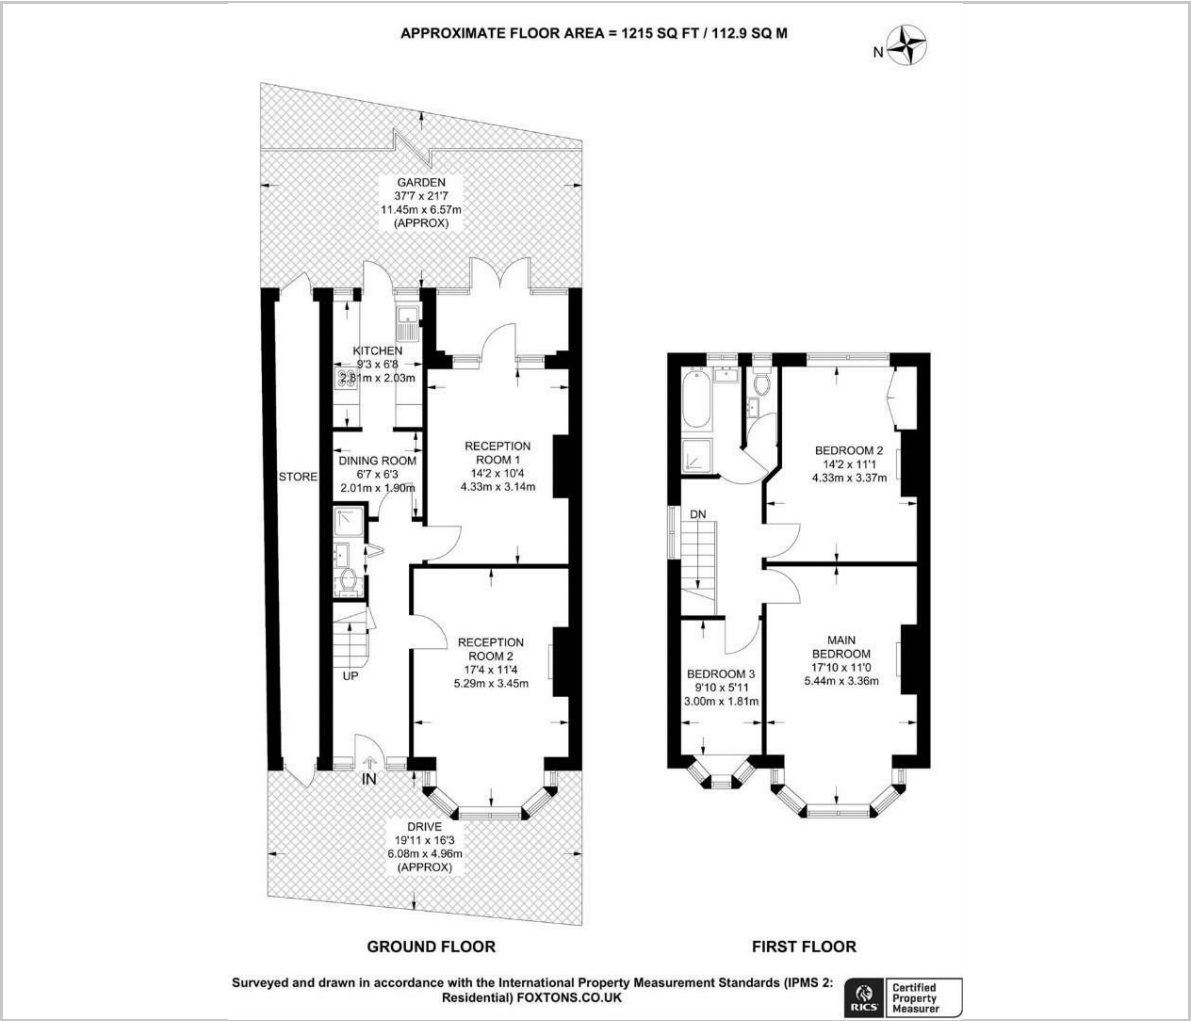 APPROXIMATE FLOOR AREA = 1215 SQ FT / 112.9 SQ M
N
GARDEN
37'7 x 21'7
11.45m x 6.57m
(APPROX)
KITCHEN
9'3 x 6'8
2.81m x 2.03m
DINING ROOM
6'7 x 6'3
2.01m x 1.90m
RECEPTION
ROOM 1
14'2 x 10'4
4.33m x 3.14m
STORE
RECEPTION
ROOM 2
17'4 x 11'4
5.29m x 3.45m
UP
IN
DRIVE
19'11 x 16'3
6.08m x 4.96m
(APPROX)
GROUND FLOOR
BEDROOM 2
14'2 x 11'1
4.33m x 3.37m
DN
MAIN
BEDROOM
17'10 x 11'0
5.44m x 3.36m
BEDROOM 3
9'10 x 5'11
3.00m x 1.81m
FIRST FLOOR
Surveyed and drawn in accordance with the International Property Measurement Standards (IPMS 2:
Residential) FOXTONS.CO.UK
RICS
Certified
Property
Measurer